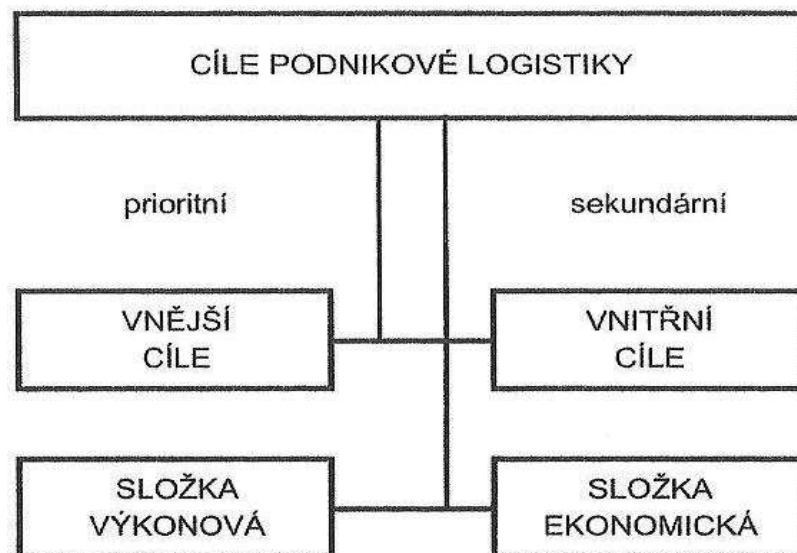 CÍLE PODNIKOVÉ LOGISTIKY
prioritní
sekundární
VNĚJŠÍ
CÍLE
VNITŘNÍ
CÍLE
SLOŽKA
VÝKONOVÁ
SLOŽKA
EKONOMICKÁ